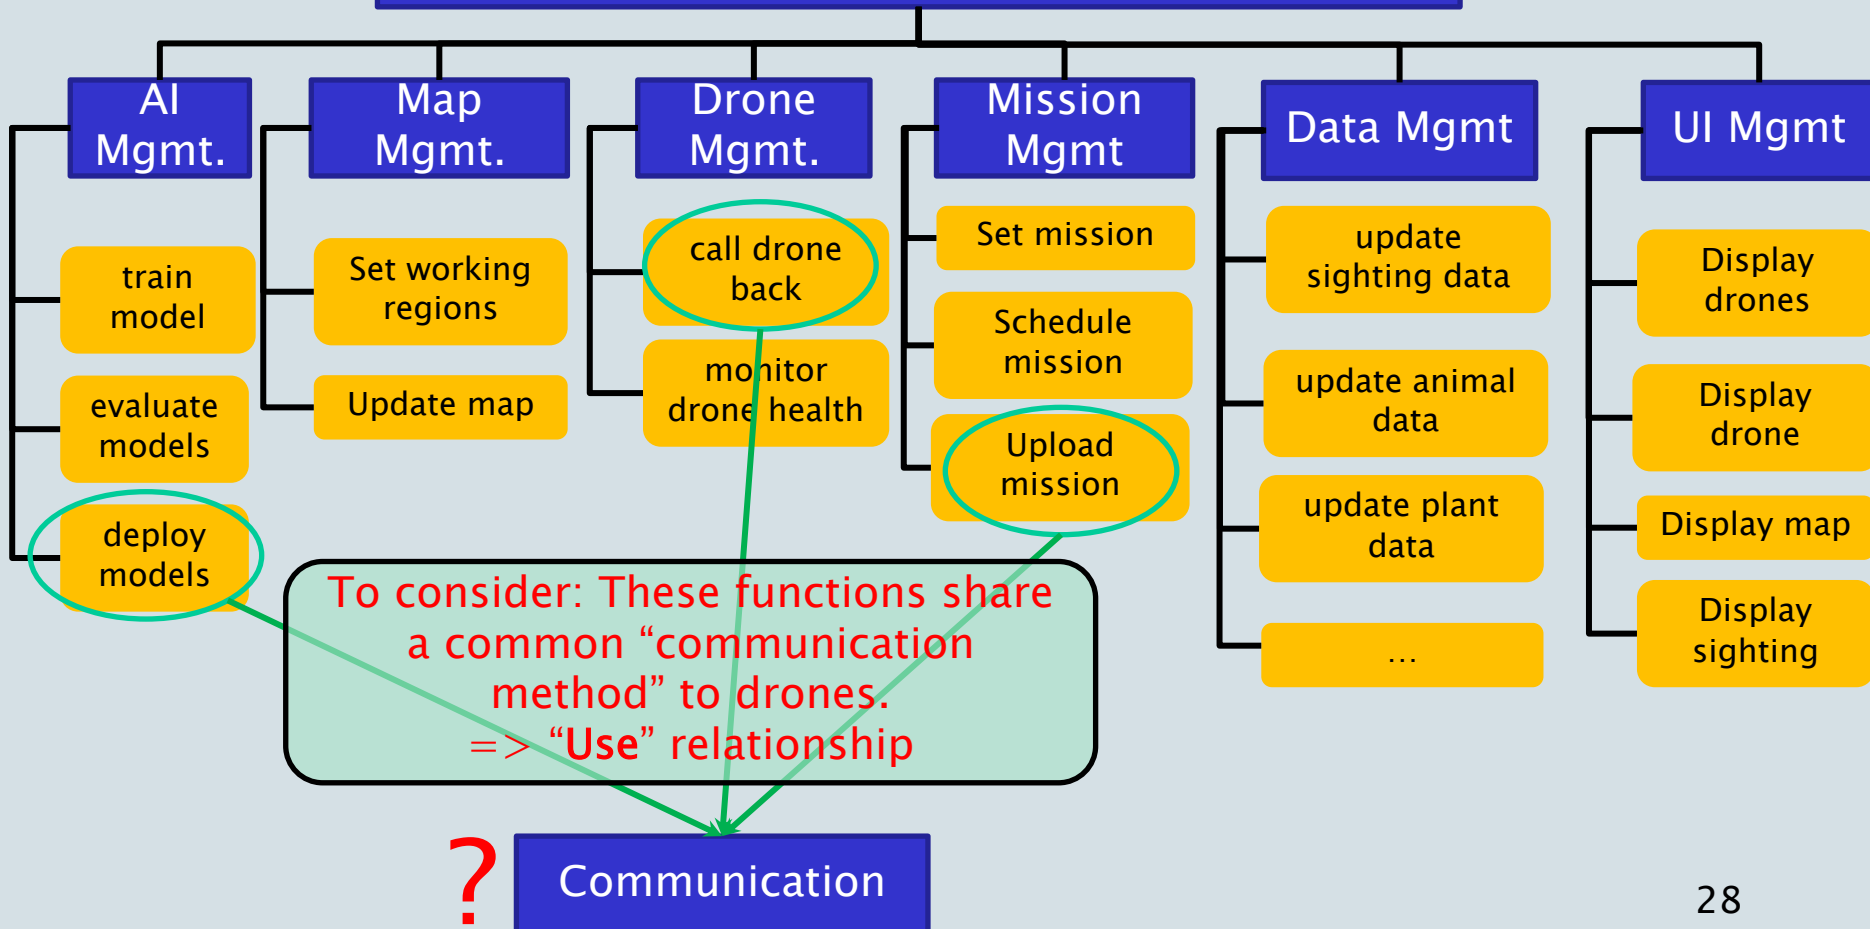 AI
Mgmt.
Map
Mgmt.
Drone
Mgmt.
Mission
Mgmt
Data Mgmt
UI Mgmt
train
model
evaluate
models
deploy
models
Set working
regions
Update map
call drone
back
monitor
drone health
Set mission
Schedule
mission
Upload
mission
update
sighting data
update animal
data
update plant
data
...
Display
drones
Display
drone
Display map
Display
sighting
To consider: These functions share
a common “communication
method” to drones.
=> “Use” relationship
?
Communication
28